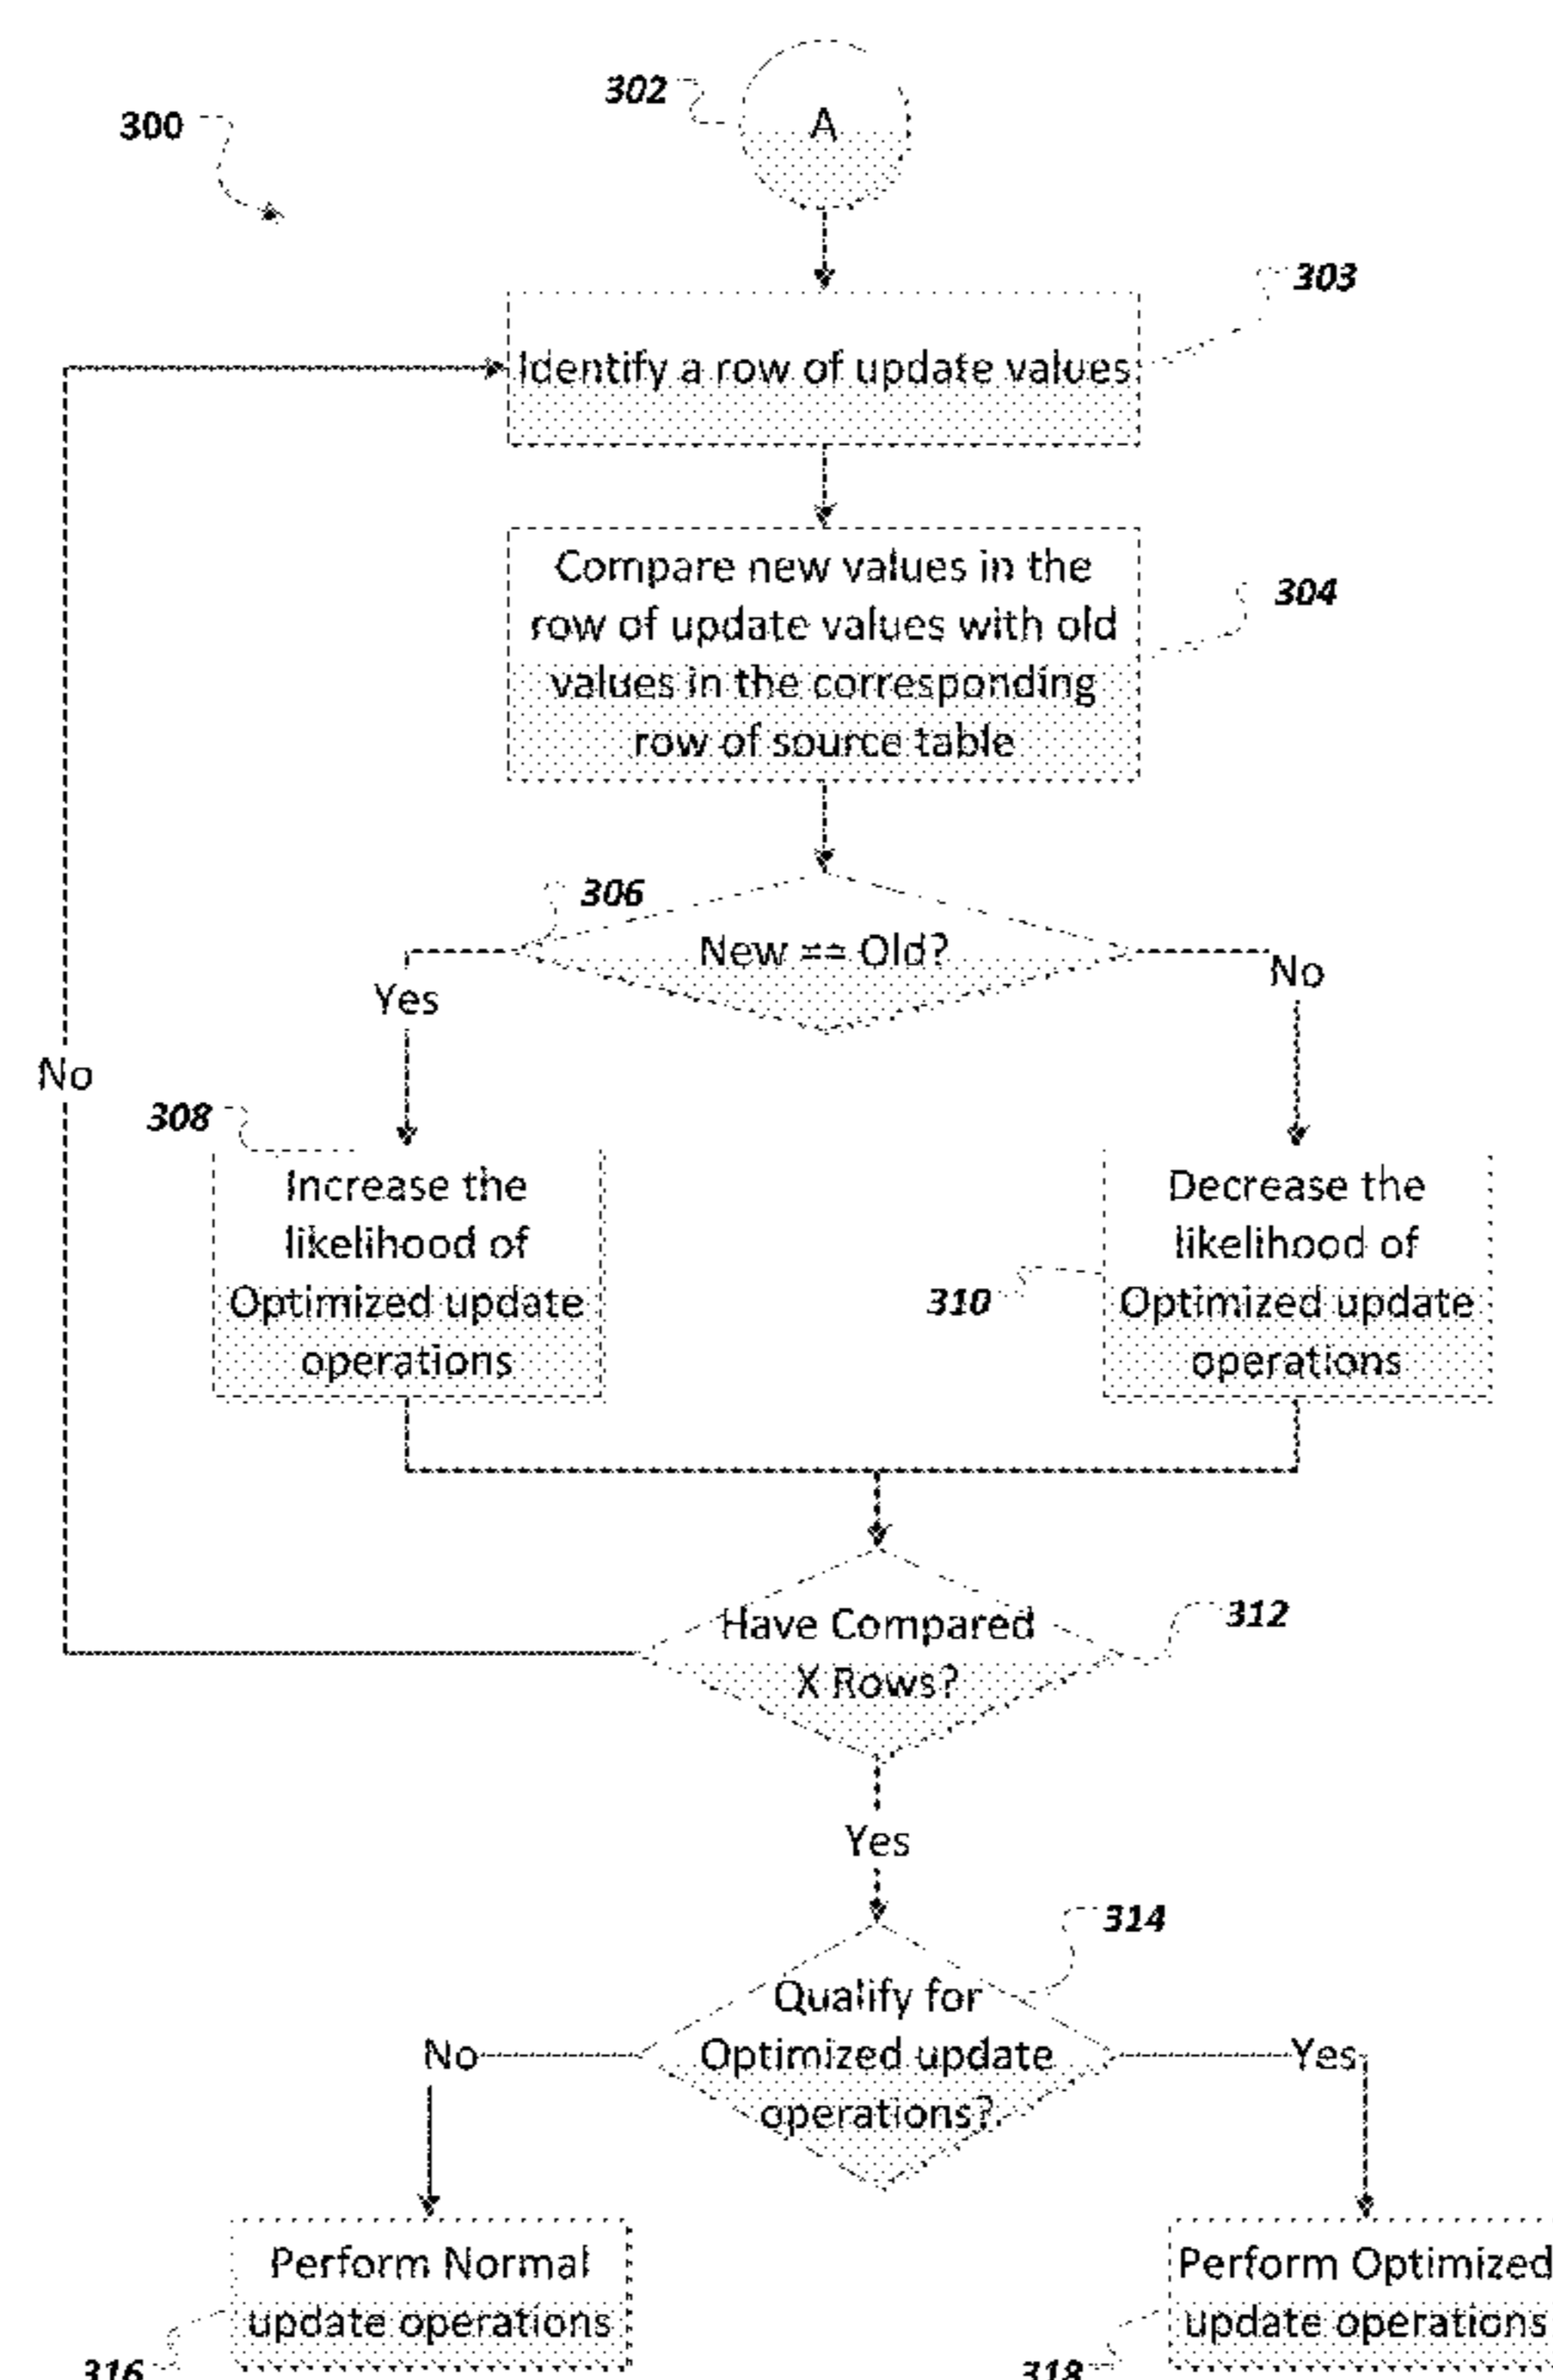 302
A
300
303
Identify a row of update values
Compare new values in the
row of update values with old
values in the corresponding
row of source table
304
306
New == Old?
Yes
No
No
308
Increase the
likelihood of
Optimized update
operations
310
Decrease the
likelihood of
Optimized update
operations
Have Compared
X Rows?
312
Yes
314
Qualify for
Optimized update
operations?
No
Yes
Perform Normal
update operations
316
Perform Optimized
update operations
318